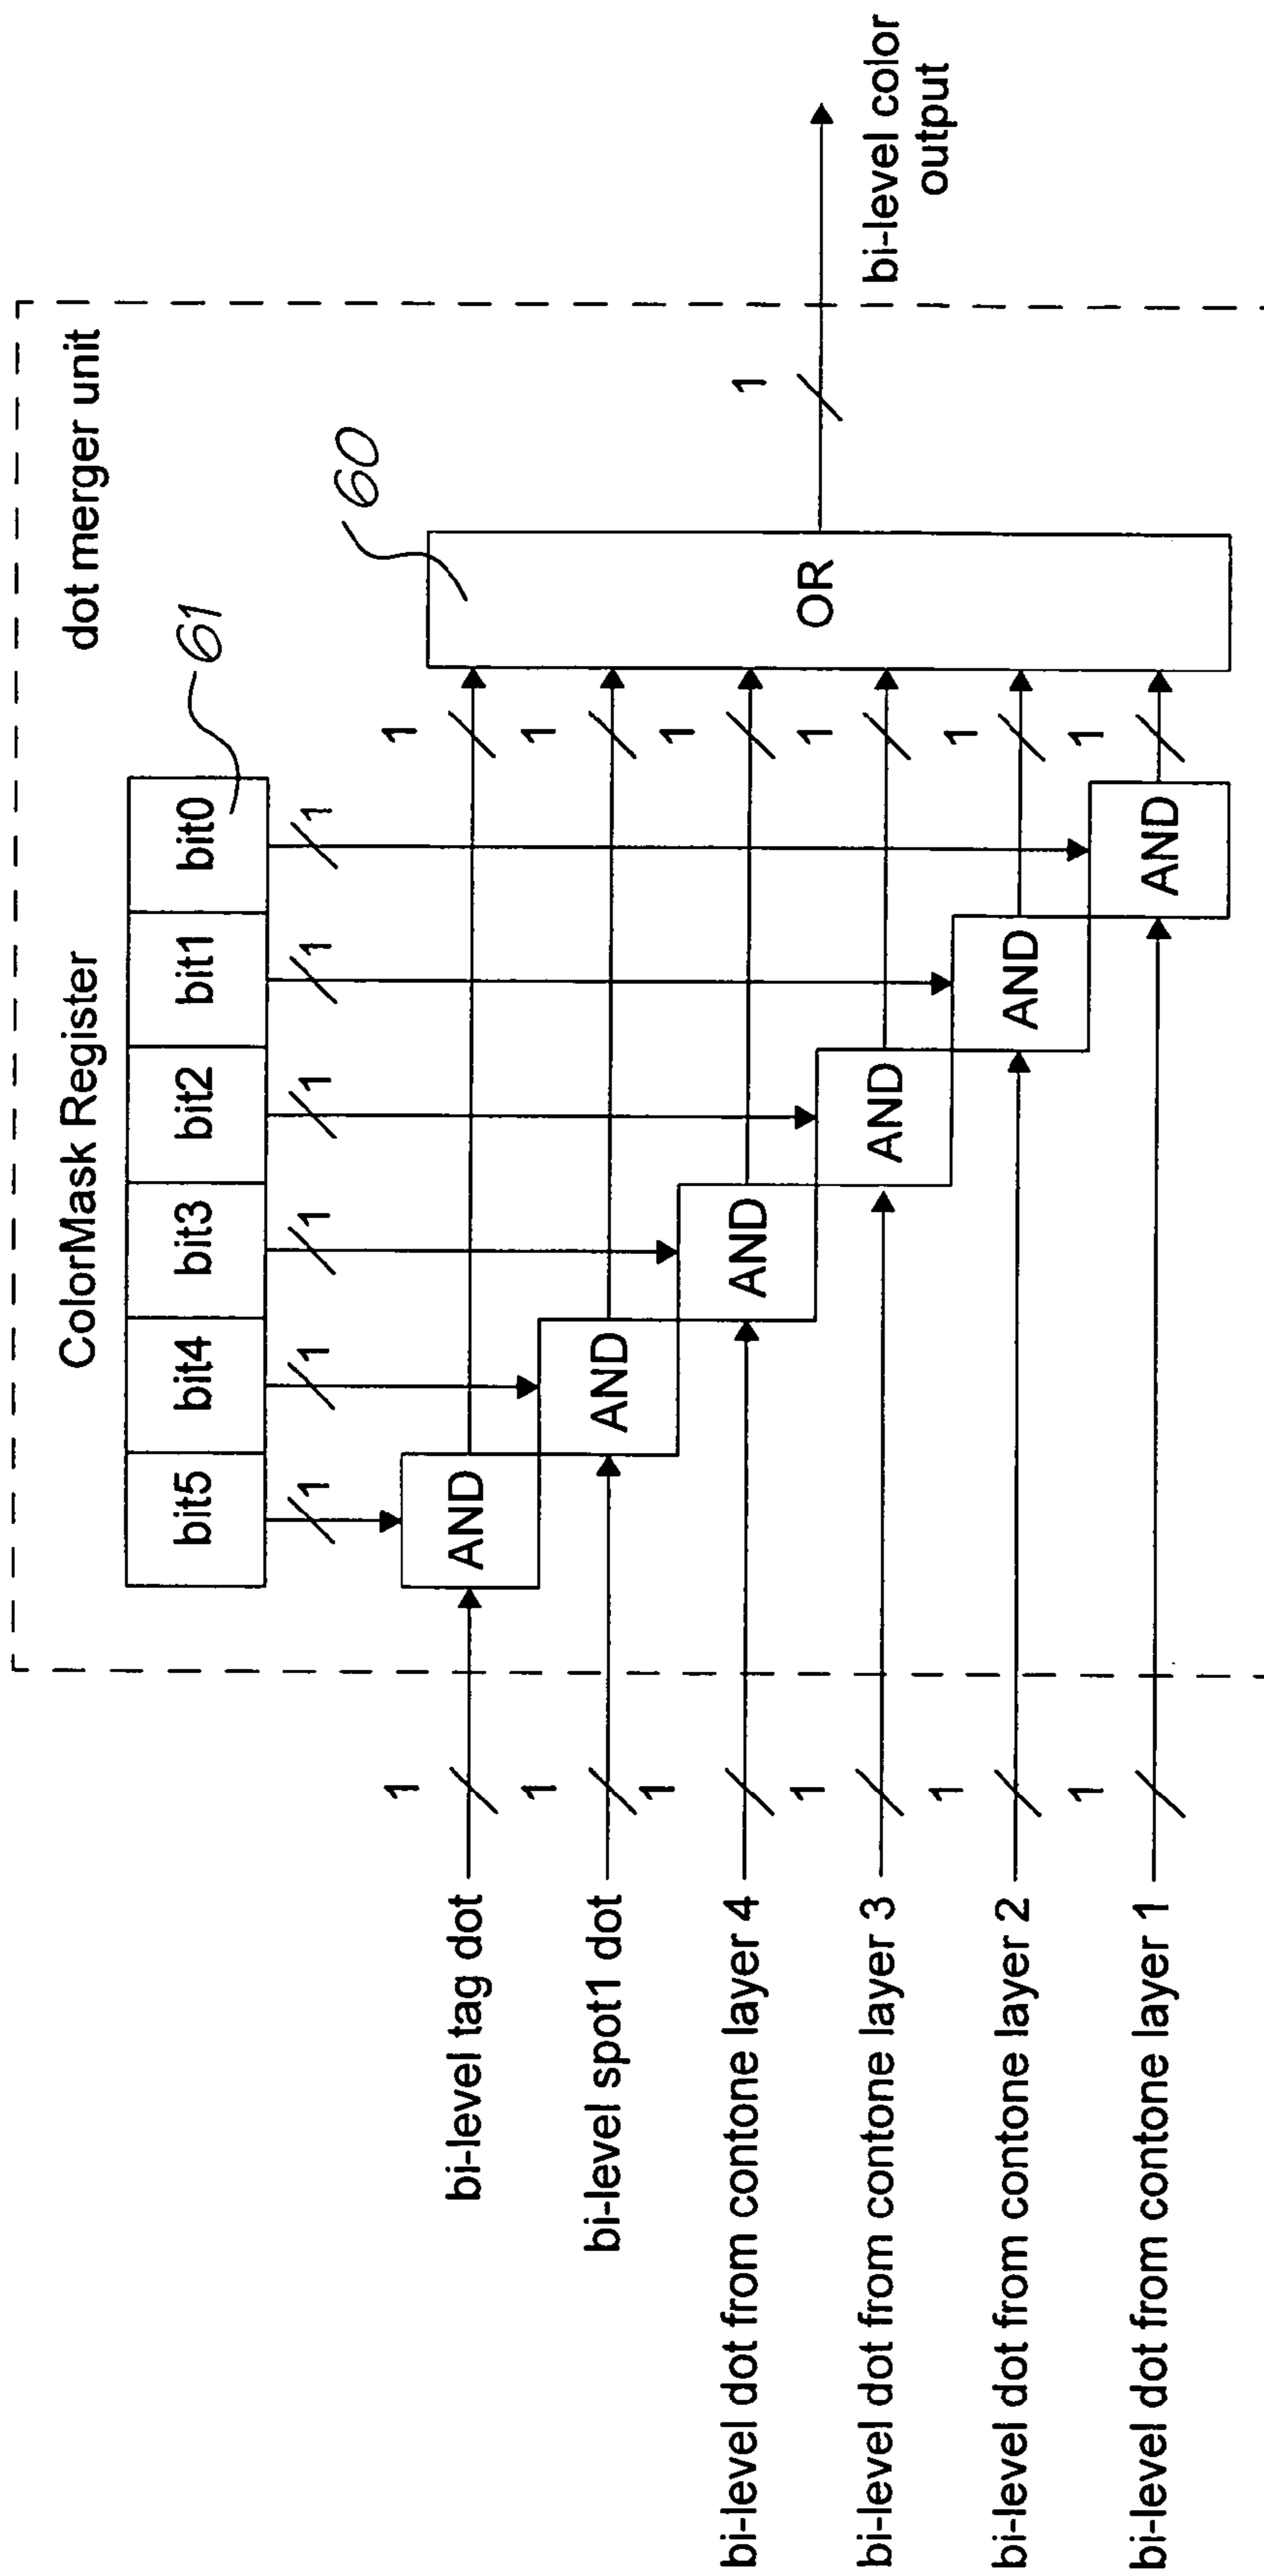 dot merger unit
ColorMask Register
bit5 bit4 bit3 bit2 bit1 bit0
61
1 1 1 1 1 1
60
bi-level tag dot 1 AND 1
bi-level spot1 dot 1 AND 1
bi-level dot from contone layer 4 1 AND 1
bi-level dot from contone layer 3 1 AND 1
bi-level dot from contone layer 2 1 AND 1
bi-level dot from contone layer 1 1 AND 1
OR
1
bi-level color
output